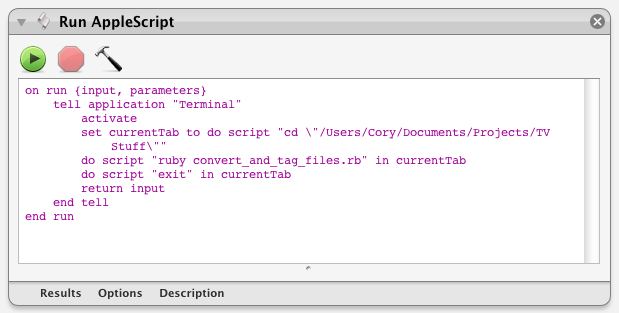 Run AppleScript
on run {input, parameters}
    tell application "Terminal"
        activate
        set currentTab to do script "cd \"/Users/Cory/Documents/Projects/TV
            Stuff\""
        do script "ruby convert_and_tag_files.rb" in currentTab
        do script "exit" in currentTab
        return input
    end tell
end run
Results Options Description